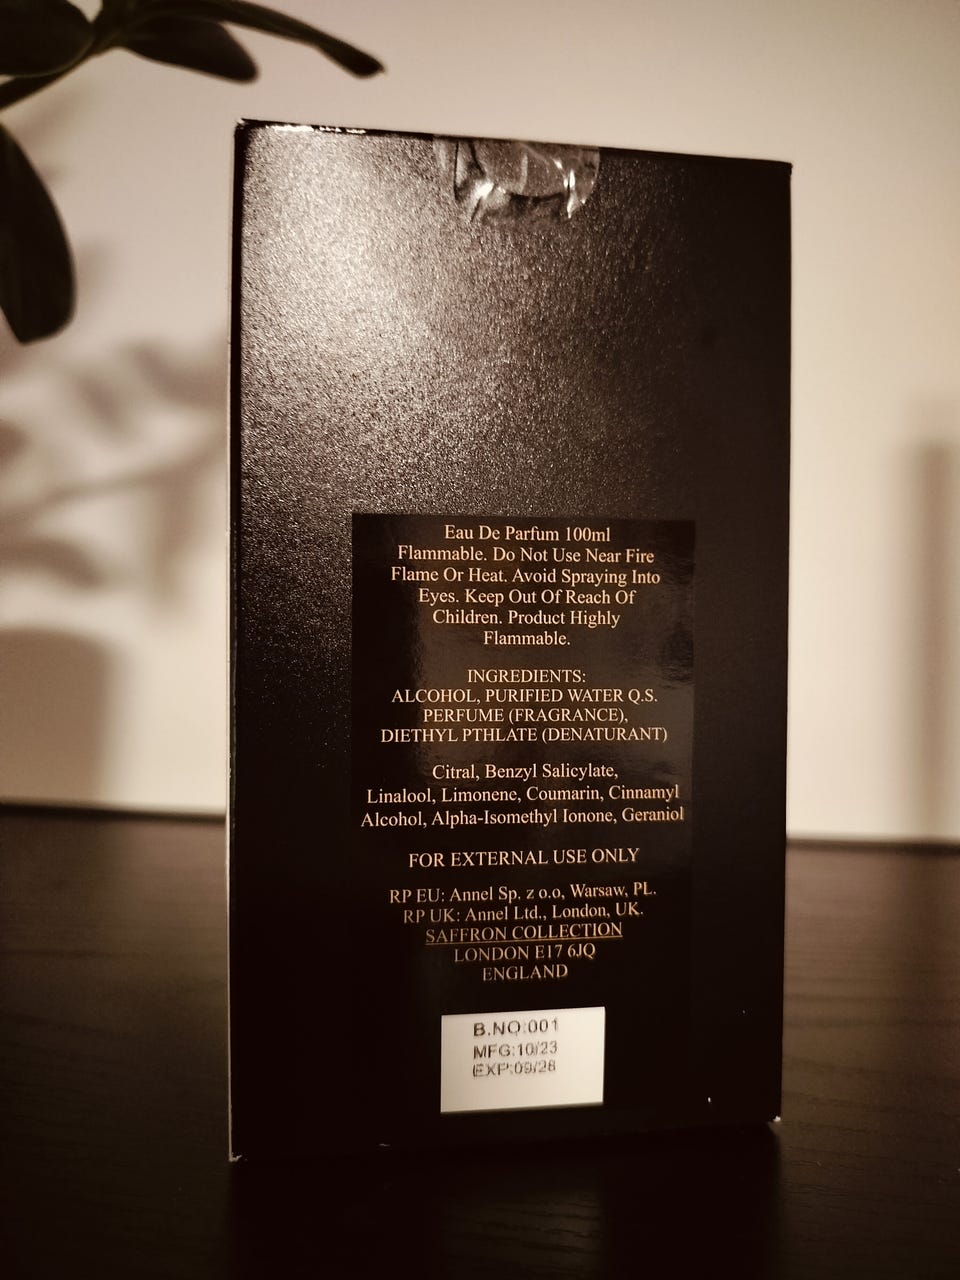 Eau De Parfum 100ml
Flammable. Do Not Use Near Fire
Flame Or Heat. Avoid Spraying Into
Eyes. Keep Out Of Reach Of
Children. Product Highly
Flammable.
INGREDIENTS:
ALCOHOL, PURIFIED WATER Q.S.
PERFUME (FRAGRANCE),
DIETHYL PTHLATE (DENATURANT)
Citral, Benzyl Salicylate,
Linalool, Limonene, Coumarin, Cinnamyl
Alcohol, Alpha-Isomethyl Ionone, Geraniol
FOR EXTERNAL USE ONLY
RP EU: Annel Sp. z o.o, Warsaw, PL.
RP UK: Annel Ltd., London, UK.
SAFFRON COLLECTION
LONDON E17 6JQ
ENGLAND
B.NO:001
MFG:10/23
EXP:09/28